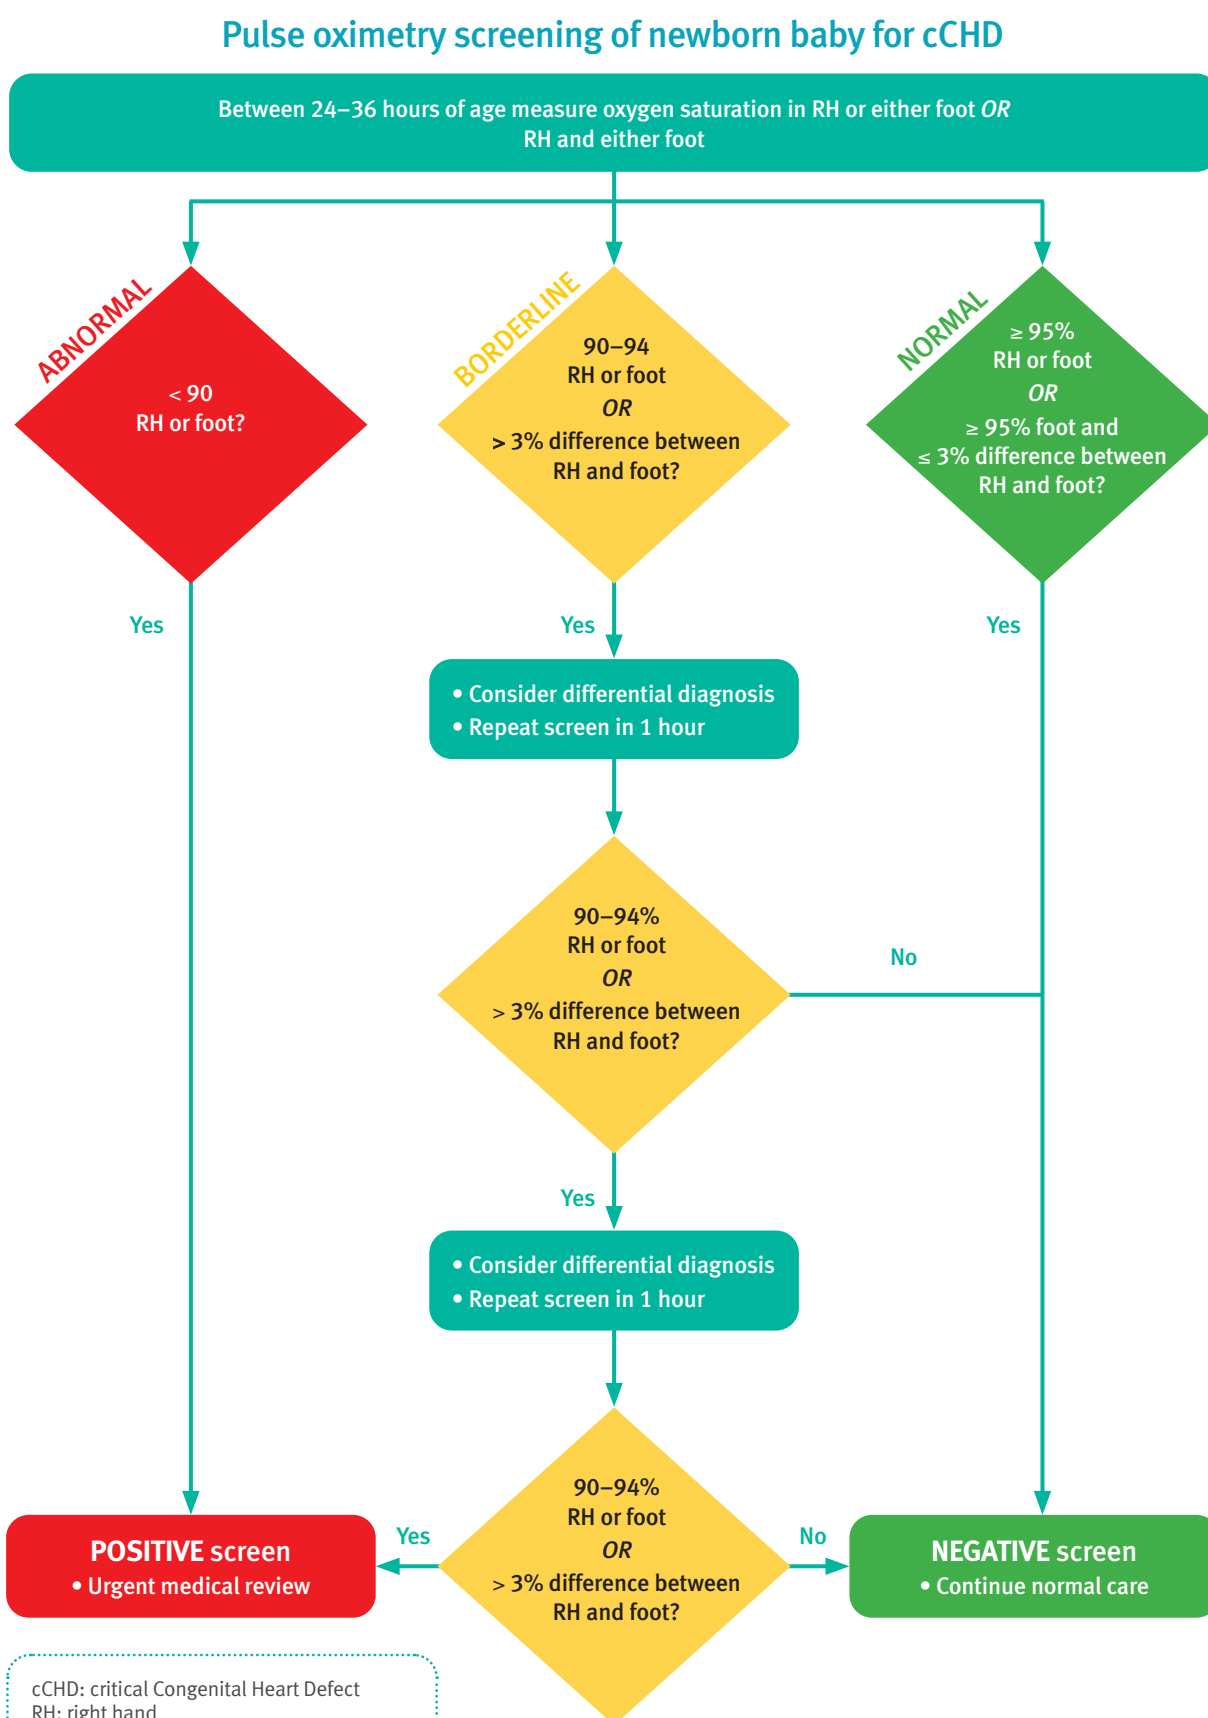 Pulse oximetry screening of newborn baby for cCHD
Between 24–36 hours of age measure oxygen saturation in RH or either foot OR
RH and either foot
ABNORMAL
< 90
RH or foot?
BORDERLINE
90–94
RH or foot
OR
> 3% difference between
RH and foot?
NORMAL
≥ 95%
RH or foot
OR
≥ 95% foot and
≤ 3% difference between
RH and foot?
Yes
Yes
Yes
• Consider differential diagnosis
• Repeat screen in 1 hour
90–94%
RH or foot
OR
> 3% difference between
RH and foot?
No
Yes
• Consider differential diagnosis
• Repeat screen in 1 hour
90–94%
RH or foot
OR
> 3% difference between
RH and foot?
Yes
No
POSITIVE screen
• Urgent medical review
NEGATIVE screen
• Continue normal care
cCHD: critical Congenital Heart Defect
RH: right hand